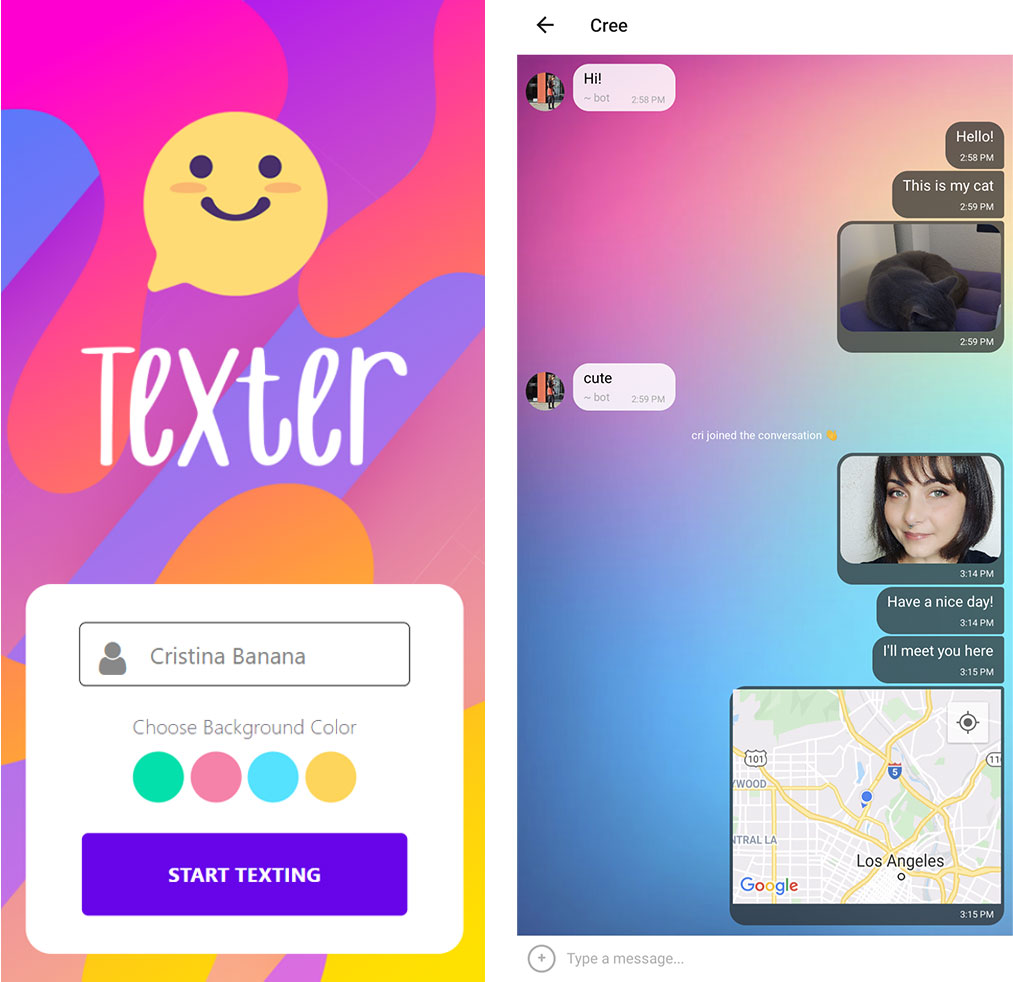 Texter
Cristina Banana
Choose Background Color
START TEXTING
Cree
Hi!
~ bot 2:58 PM
Hello!
2:58 PM
This is my cat
2:59 PM
2:59 PM
cute
~ bot 2:59 PM
cri joined the conversation 👋
3:14 PM
Have a nice day!
3:14 PM
I'll meet you here
3:15 PM
101
5
11
YWOOD
NTRAL LA
Los Angeles
Google
3:15 PM
Type a message...